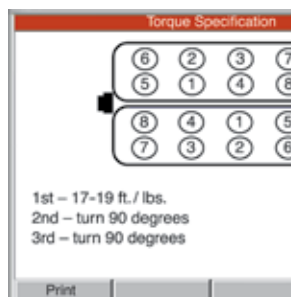 Torque Specification
6 2 3 7
5 1 4 8
8 4 1 5
7 3 2 6
1st – 17-19 ft./ lbs.
2nd – turn 90 degrees
3rd – turn 90 degrees
Print